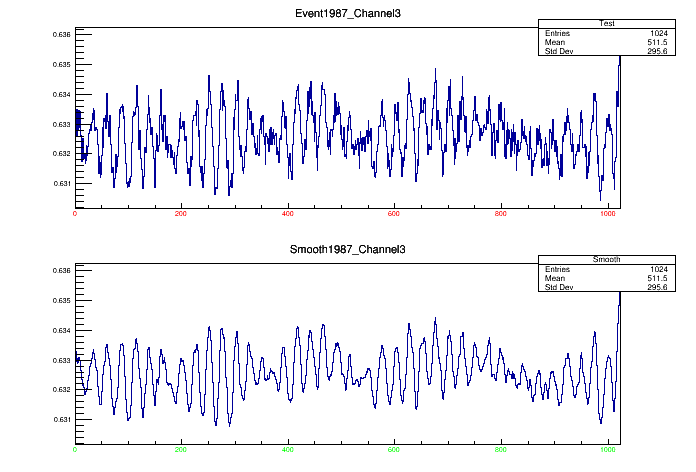 Event1987_Channel3
Test
Entries 1024
Mean 511.5
Std Dev 295.6
0.636
0.635
0.634
0.633
0.632
0.631
0 200 400 600 800 1000
Smooth1987_Channel3
Smooth
Entries 1024
Mean 511.5
Std Dev 295.6
0.636
0.635
0.634
0.633
0.632
0.631
0 200 400 600 800 1000